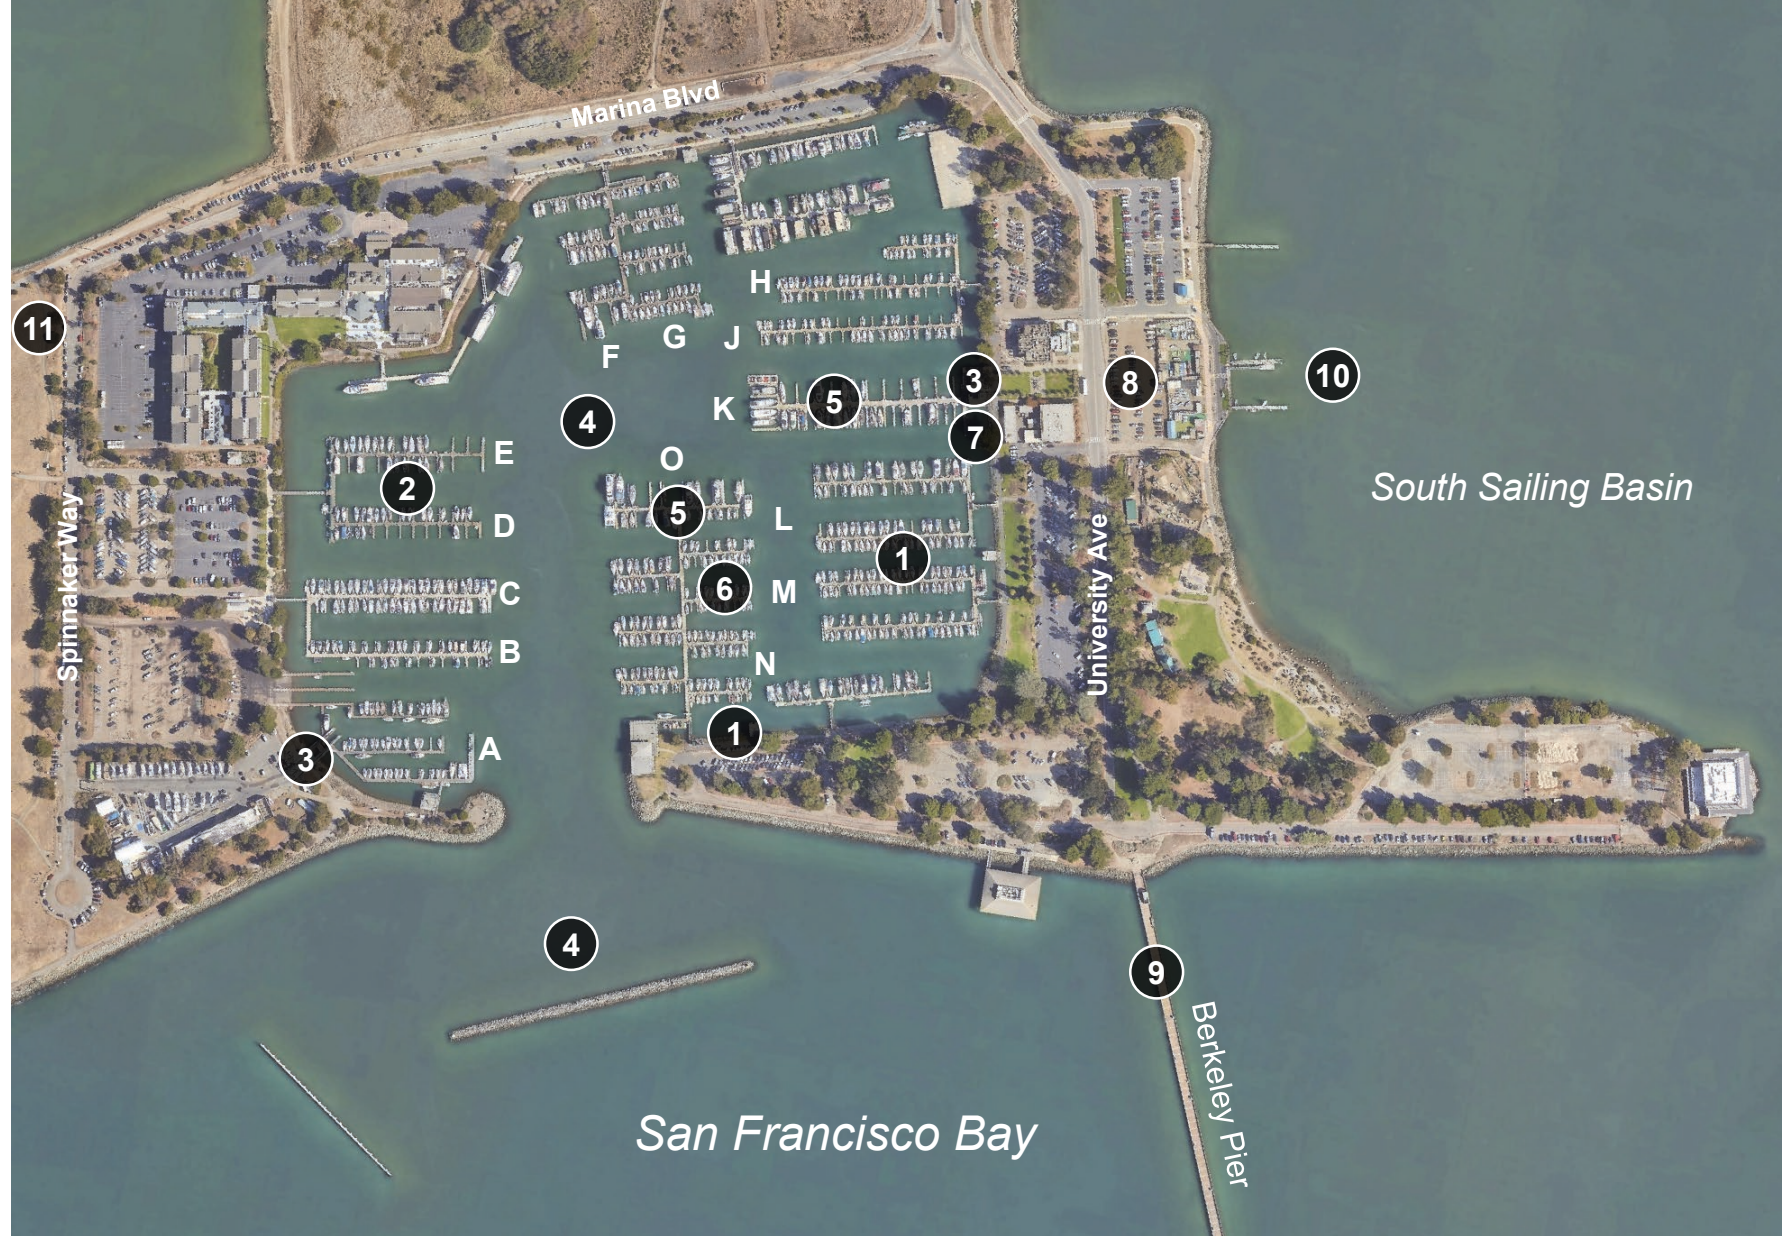 Marina Blvd
H
11
G
J
F
3
10
8
K
5
4
7
E
O
2
South Sailing Basin
5
L
D
1
6
M
C
University Ave
Spinnaker Way
B
N
1
A
3
4
9
Berkeley Pier
San Francisco Bay